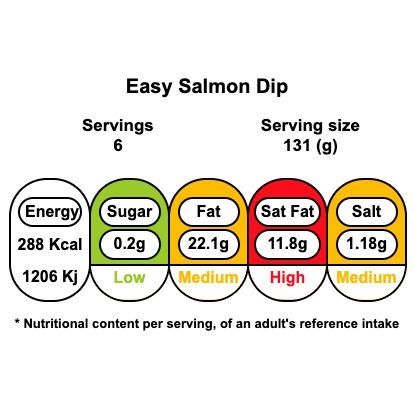 Easy Salmon Dip
Servings
6
Serving size
131 (g)
Energy
288 Kcal
1206 Kj
Sugar
0.2g
Low
Fat
22.1g
Medium
Sat Fat
11.8g
High
Salt
1.18g
Medium
* Nutritional content per serving, of an adult's reference intake